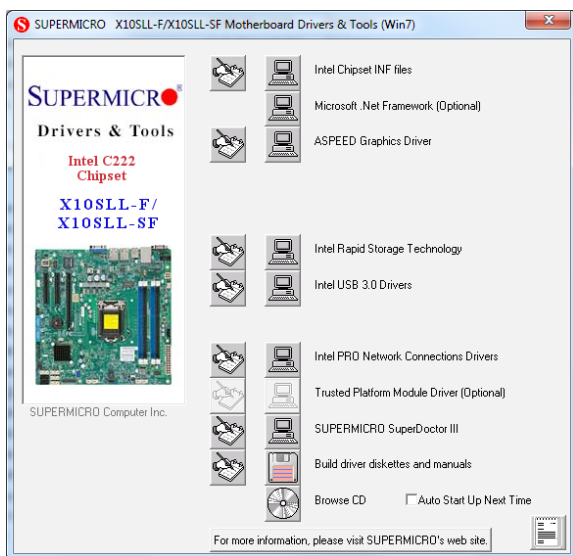 SUPERMICRO X10SLL-F/X10SLL-SF Motherboard Drivers & Tools (Win7)
SUPERMICRO
Drivers & Tools
Intel C222
Chipset
X10SLL-F/
X10SLL-SF
SUPERMICRO Computer Inc.
Intel Chipset INF files
Microsoft .Net Framework (Optional)
ASPEED Graphics Driver
Intel Rapid Storage Technology
Intel USB 3.0 Drivers
Intel PRO Network Connections Drivers
Trusted Platform Module Driver (Optional)
SUPERMICRO SuperDoctor III
Build driver diskettes and manuals
Browse CD
Auto Start Up Next Time
For more information, please visit SUPERMICRO's web site.